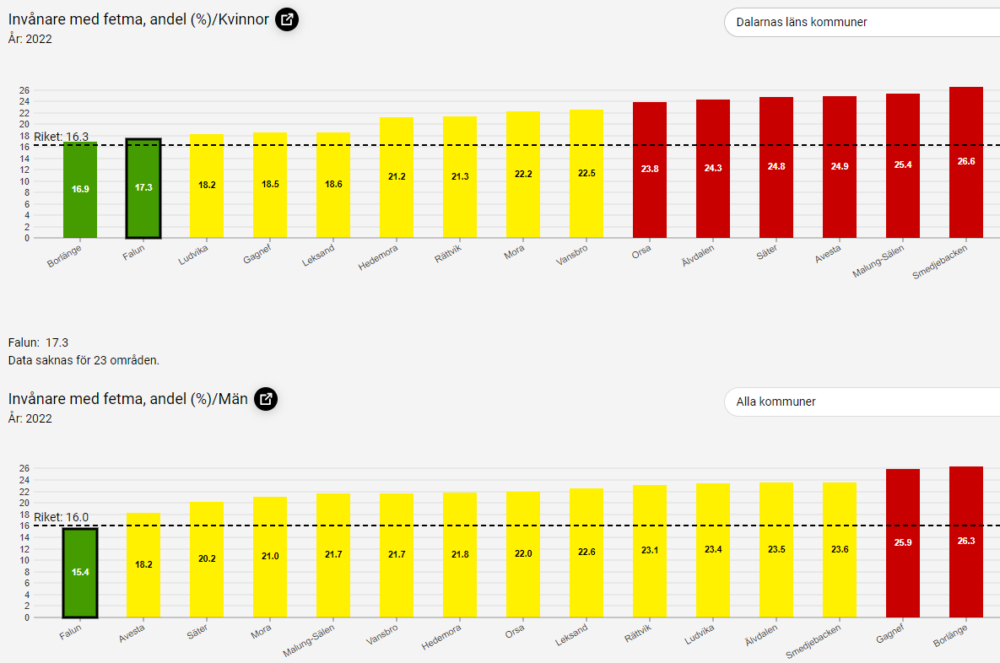 Invånare med fetma, andel (%)/Kvinnor
Dalarnas läns kommuner
År: 2022
26
24
22
20
18
16
14
12
10
8
6
4
2
0
Riket: 16.3
16.9
17.3
18.2
18.5
18.6
21.2
21.3
22.2
22.5
23.8
24.3
24.8
24.9
25.4
26.6
Borlänge
Falun
Ludvika
Gagnef
Leksand
Hedemora
Rättvik
Mora
Vansbro
Orsa
Älvdalen
Säter
Avesta
Malung-Sälen
Smedjebacken
Falun: 17.3
Data saknas för 23 områden.
Invånare med fetma, andel (%)/Män
Alla kommuner
År: 2022
26
24
22
20
18
16
14
12
10
8
6
4
2
0
Riket: 16.0
15.4
18.2
20.2
21.0
21.7
21.7
21.8
22.0
22.6
23.1
23.4
23.5
23.6
25.9
26.3
Falun
Avesta
Säter
Mora
Malung-Sälen
Vansbro
Hedemora
Orsa
Leksand
Rättvik
Ludvika
Älvdalen
Smedjebacken
Gagnef
Borlänge